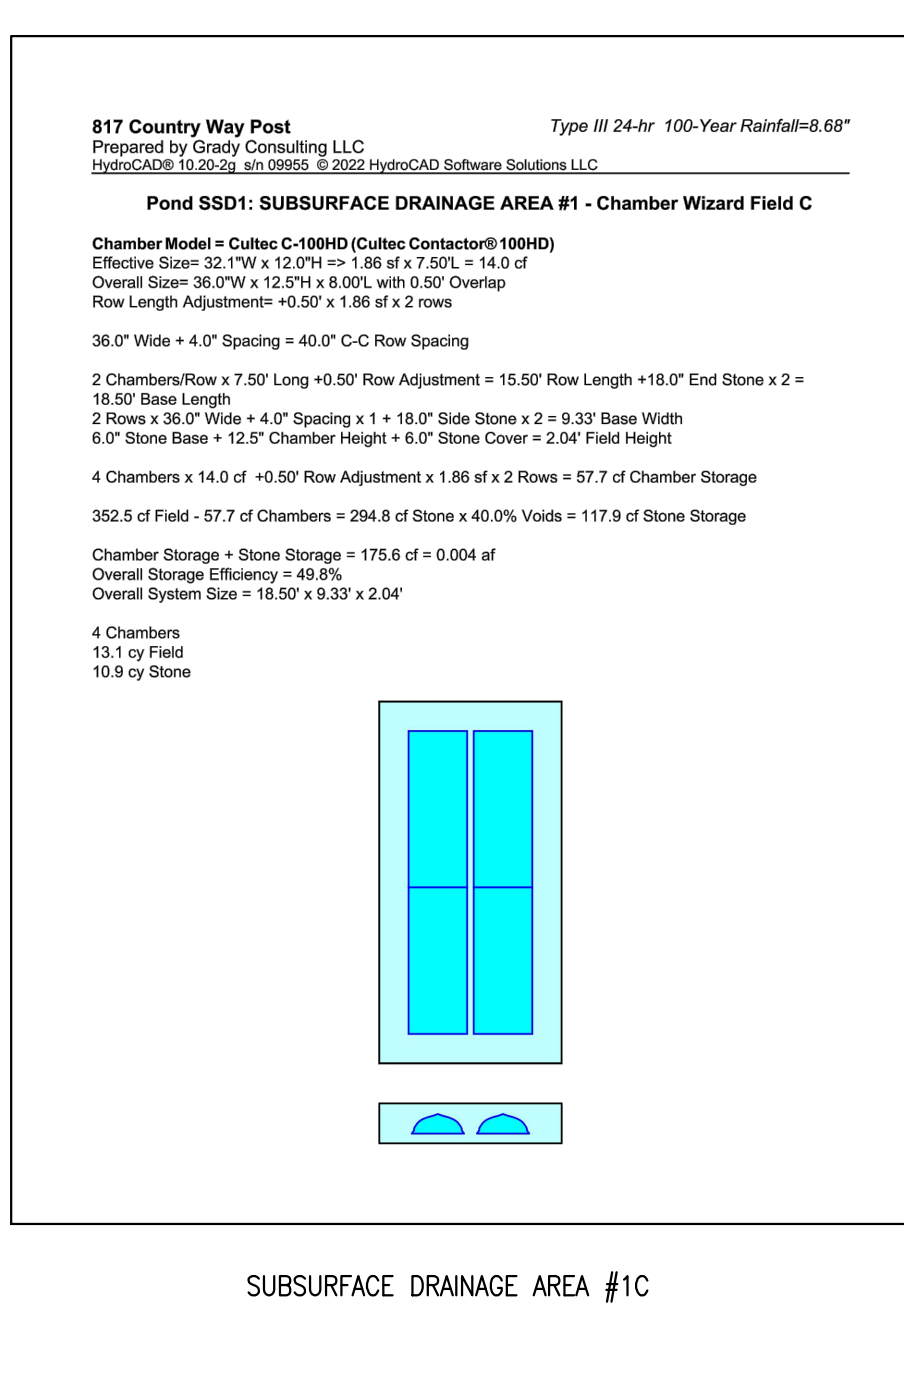 817 Country Way Post
Type III 24-hr  100-Year Rainfall=8.68"
Prepared by Grady Consulting LLC
HydroCAD® 10.20-2g  s/n 09955  © 2022 HydroCAD Software Solutions LLC
Pond SSD1: SUBSURFACE DRAINAGE AREA #1 - Chamber Wizard Field C
Chamber Model = Cultec C-100HD (Cultec Contactor® 100HD)
Effective Size= 32.1"W x 12.0"H => 1.86 sf x 7.50'L = 14.0 cf
Overall Size= 36.0"W x 12.5"H x 8.00'L with 0.50' Overlap
Row Length Adjustment= +0.50' x 1.86 sf x 2 rows
36.0" Wide + 4.0" Spacing = 40.0" C-C Row Spacing
2 Chambers/Row x 7.50' Long +0.50' Row Adjustment = 15.50' Row Length +18.0" End Stone x 2 =
18.50' Base Length
2 Rows x 36.0" Wide + 4.0" Spacing x 1 + 18.0" Side Stone x 2 = 9.33' Base Width
6.0" Stone Base + 12.5" Chamber Height + 6.0" Stone Cover = 2.04' Field Height
4 Chambers x 14.0 cf  +0.50' Row Adjustment x 1.86 sf x 2 Rows = 57.7 cf Chamber Storage
352.5 cf Field - 57.7 cf Chambers = 294.8 cf Stone x 40.0% Voids = 117.9 cf Stone Storage
Chamber Storage + Stone Storage = 175.6 cf = 0.004 af
Overall Storage Efficiency = 49.8%
Overall System Size = 18.50' x 9.33' x 2.04'
4 Chambers
13.1 cy Field
10.9 cy Stone
SUBSURFACE DRAINAGE AREA #1C